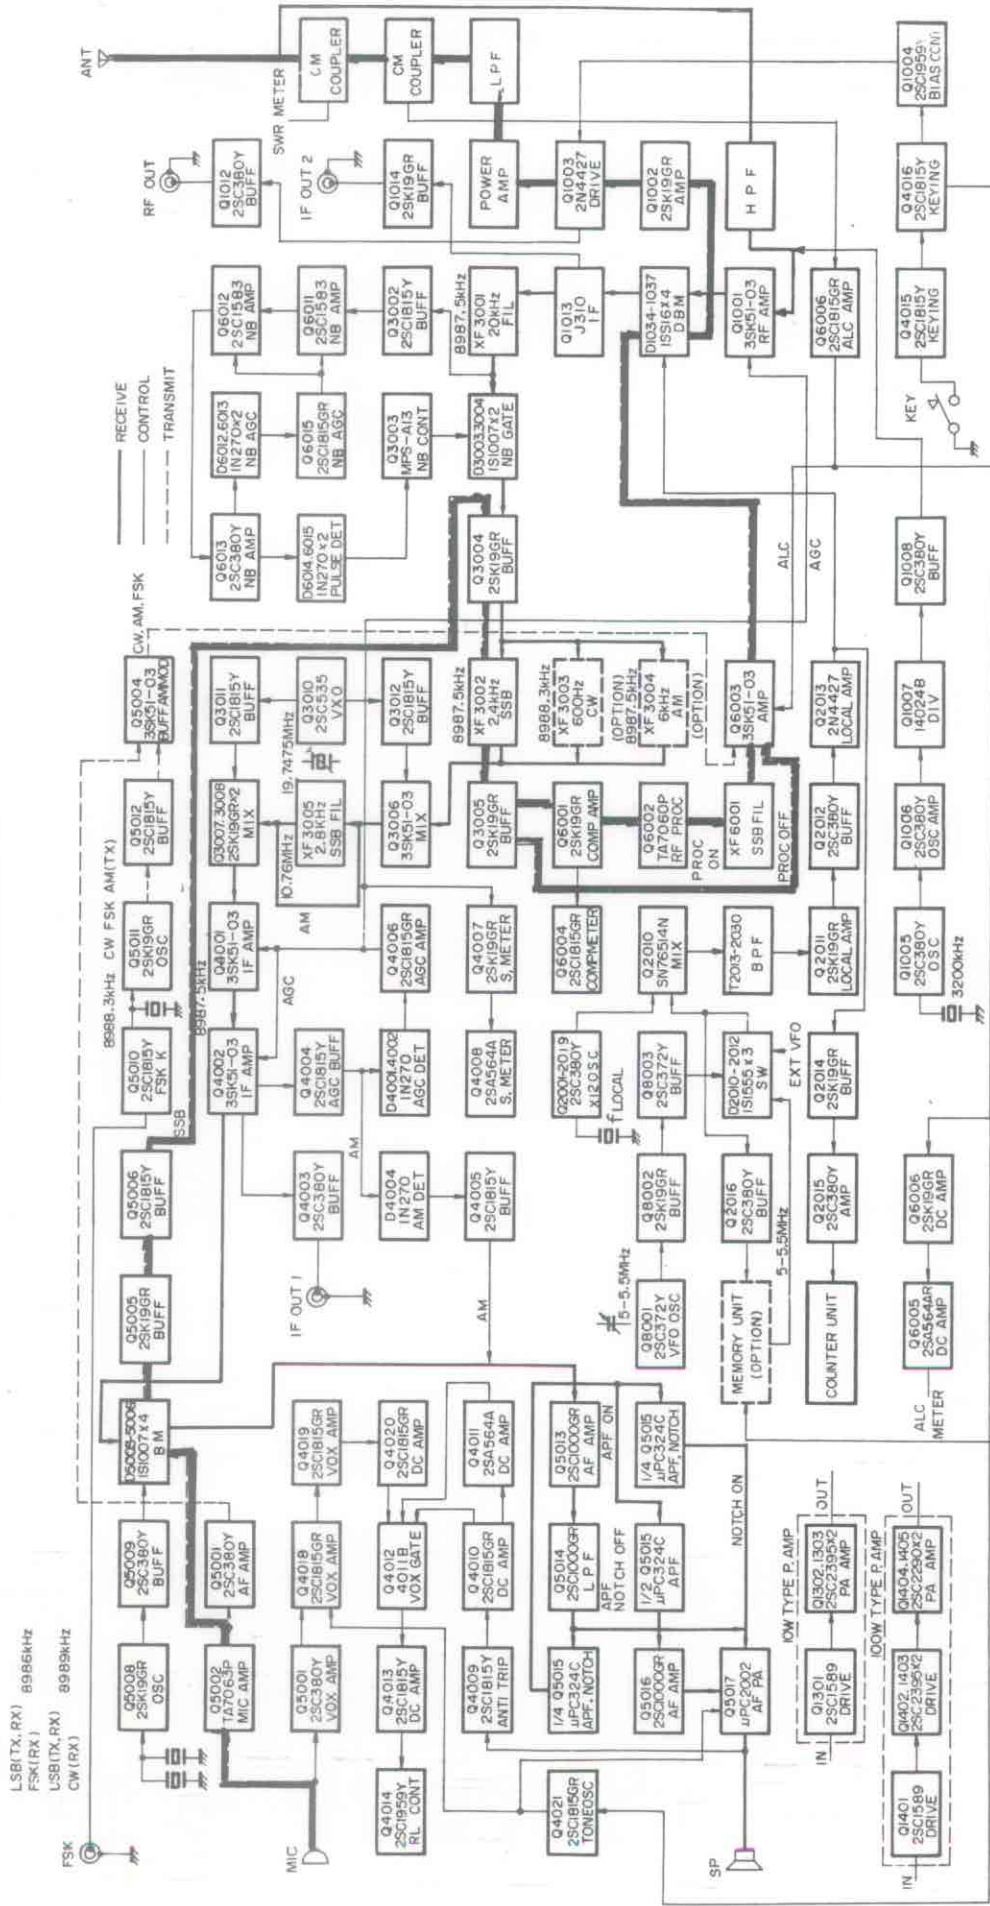 LSB(TX,RX) 8986kHz
FSK(RX)
USB(TX,RX) 8989kHz
CW(RX)
FSK
Q5008
2SK19GR
OSC
Q5009
2SC380Y
BUFF
D5003-5006
1S1007X4
BM
Q5005
2SK19GR
BUFF
Q5006
2SC1815Y
BUFF
SSB
Q5010
2SC1815Y
FSK K
8988.3kHz CW FSK AM(TX)
Q5011
2SK19GR
OSC
Q5012
2SC1815Y
BUFF
Q5004
3SK51-03
BUFF AMMOD
CW, AM, FSK
RECEIVE
CONTROL
TRANSMIT
MIC
Q5002
TA7063P
MIC AMP
Q5001
2SC380Y
AF AMP
8987.5kHz
Q4002
3SK51-03
IF AMP
Q4001
3SK51-03
IF AMP
Q3007,3008
2SK19GR×2
MIX
Q3011
2SC1815Y
BUFF
Q6013
2SC380Y
NB AMP
D6012,6013
1N270×2
NB AGC
Q6012
2SC1583
NB AMP
Q1012
2SC380Y
BUFF
RF OUT
ANT
Q5001
2SC380Y
VOX AMP
Q4018
2SC1815GR
VOX AMP
Q4019
2SC1815GR
VOX AMP
IF OUT 1
Q4003
2SC380Y
BUFF
Q4004
2SC1815Y
AGC BUFF
AGC
AM
10.76MHz
XF3005
2.8KHz
SSB FIL
19.7475MHz
Q3010
2SC535
VXO
D6014,6015
1N270×2
PULSE DET
Q6015
2SC1815GR
NB AGC
Q6011
2SC1583
NB AMP
SWR METER
CM
COUPLER
Q4014
2SC1959Y
RL CONT
Q4013
2SC1815Y
DC AMP
Q4012
4011B
VOX GATE
Q4020
2SC1815GR
DC AMP
AM
D4004
1N270
AM DET
D4001,4002
1N270
AGC DET
Q4006
2SC1815GR
AGC AMP
Q3006
3SK51-03
MIX
Q3012
2SC1815Y
BUFF
Q3003
MPS-A13
NB CONT
Q3002
2SC1815Y
BUFF
IF OUT 2
Q1014
2SK19GR
BUFF
CM
COUPLER
Q4009
2SC1815Y
ANTI TRIP
Q4010
2SC1815GR
DC AMP
Q4011
2SA564A
DC AMP
AM
Q4005
2SC1815Y
BUFF
Q4008
2SA564A
S,METER
Q4007
2SK19GR
S,METER
Q3005
2SK19GR
BUFF
8987.5kHz
XF3002
2.4kHz
SSB
Q3004
2SK19GR
BUFF
D3003,3004
1S1007×2
NB GATE
8987.5kHz
XF3001
20kHz
FIL
POWER
AMP
LPF
Q4021
2SC1815GR
TONEOSC
1/4 Q5015
μPC324C
APF, NOTCH
Q5014
2SC1000GR
LPF
Q5013
2SC1000GR
AF AMP
APF ON
APF
NOTCH OFF
Q2001-2019
2SC380Y
X12 OSC
f LOCAL
Q6004
2SC1815GR
COMP METER
Q6001
2SK19GR
COMP AMP
8988.3kHz
XF3003
600Hz
CW
(OPTION)
Q1013
J310
IF
Q1003
2N4427
DRIVE
5-5.5MHz
Q8001
2SC372Y
VFO OSC
Q8002
2SK19GR
BUFF
Q8003
2SC372Y
BUFF
Q2010
SN76514N
MIX
Q6002
TA7060P
RF PROC
PROC
ON
8987.5kHz
XF3004
6kHz
AM
(OPTION)
D1034-1037
1SS16X4
DBM
Q1002
2SK19GR
AMP
Q5016
2SC1000GR
AF AMP
1/2 Q5015
μPC324C
APF
1/4 Q5015
μPC324C
APF, NOTCH
NOTCH ON
SP
Q5017
μPC2002
AF PA
MEMORY UNIT
(OPTION)
Q2016
2SC380Y
BUFF
D2010-2012
1S1555×3
SW
T2013-2030
BPF
XF6001
SSB FIL
PROC OFF
Q6003
3SK51-03
AMP
ALC
AGC
Q1001
3SK51-03
RF AMP
HPF
5-5.5MHz
EXT VFO
IN
Q1301
2SC1589
DRIVE
Q1302,1303
2SC2395X2
PA AMP
OUT
10W TYPE P. AMP
COUNTER UNIT
Q2015
2SC380Y
AMP
Q2014
2SK19GR
BUFF
Q2011
2SK19GR
LOCAL AMP
Q2012
2SC380Y
BUFF
Q2013
2N4427
LOCAL AMP
Q6006
2SC1815GR
ALC AMP
IN
Q1401
2SC1589
DRIVE
Q1402,1403
2SC2395X2
DRIVE
Q1404,1405
2SC2290X2
PA AMP
OUT
100W TYPE P. AMP
ALC
METER
Q6005
2SA564AR
DC AMP
Q6006
2SK19GR
DC AMP
3200kHz
Q1005
2SC380Y
OSC
Q1006
2SC380Y
OSC AMP
Q1007
14024B
DIV
Q1008
2SC380Y
BUFF
KEY
Q4015
2SC1815Y
KEYING
Q4016
2SC1815Y
KEYING
Q1004
2SC1959Y
BIAS CONT